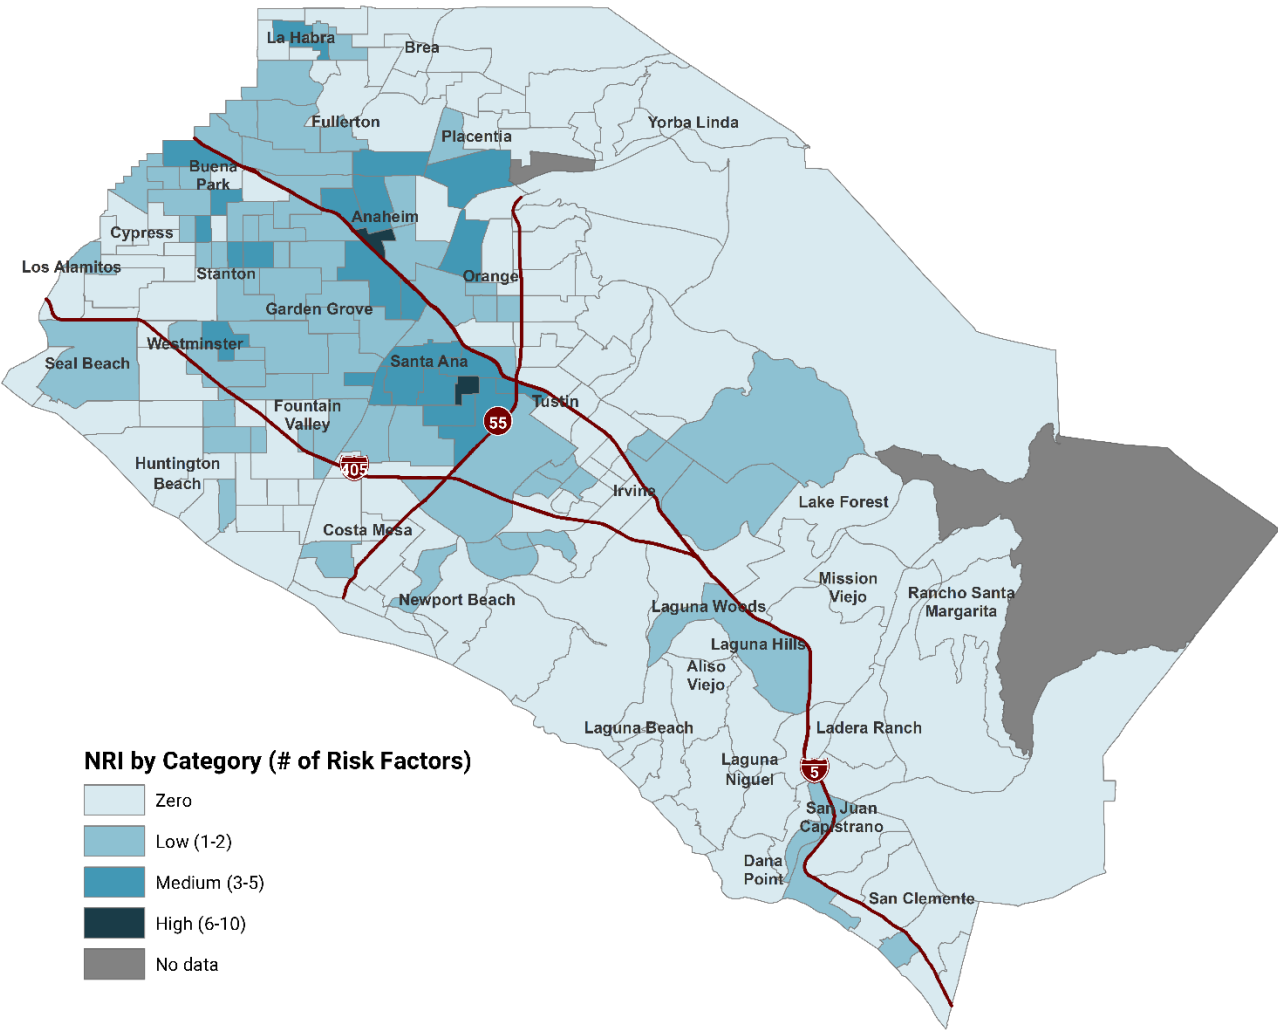 La Habra
Brea
Fullerton
Placentia
Yorba Linda
Buena
Park
Anaheim
Cypress
Los Alamitos
Stanton
Orange
Garden Grove
Westminster
Seal Beach
Santa Ana
Tustin
Fountain
Valley
55
405
Huntington
Beach
Irvine
Lake Forest
Costa Mesa
Mission
Viejo
Rancho Santa
Margarita
Newport Beach
Laguna Woods
Laguna Hills
Aliso
Viejo
Laguna Beach
Ladera Ranch
Laguna
Niguel
5
San Juan
Capistrano
Dana
Point
San Clemente
NRI by Category (# of Risk Factors)
Zero
Low (1-2)
Medium (3-5)
High (6-10)
No data